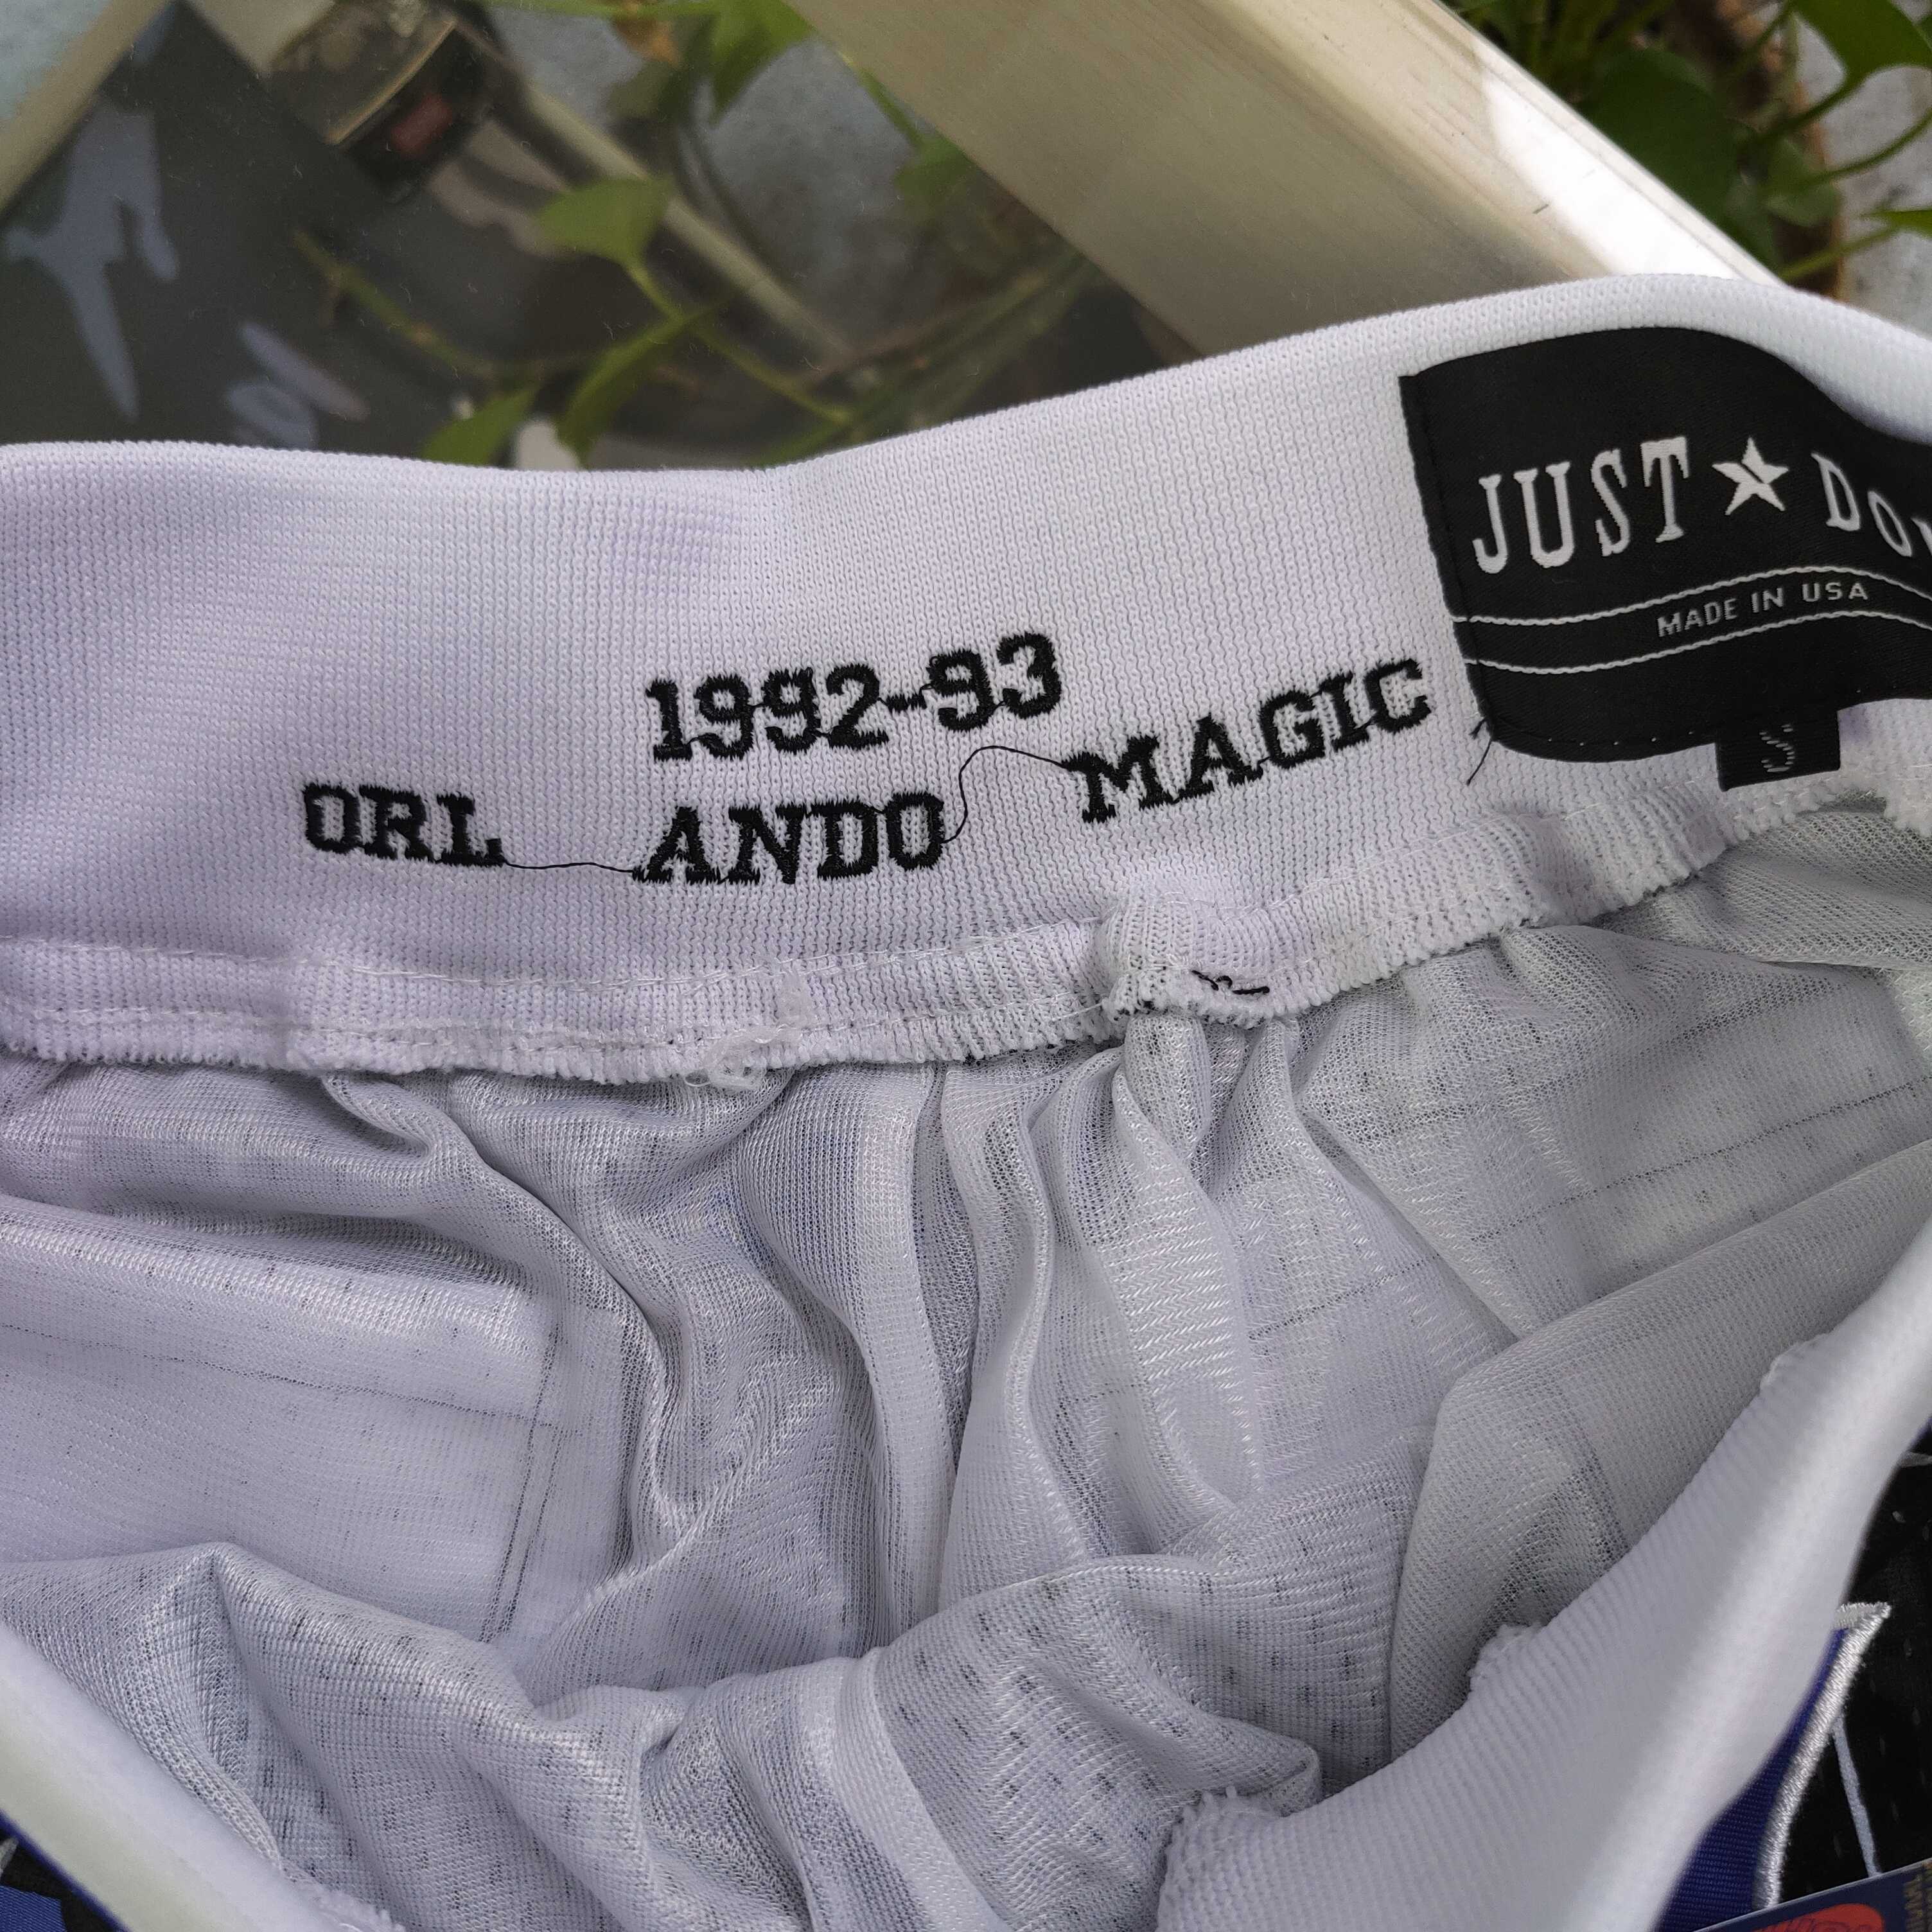 1992-93
ORL ANDO MAGIC
JUST ★ DO
MADE IN USA
S